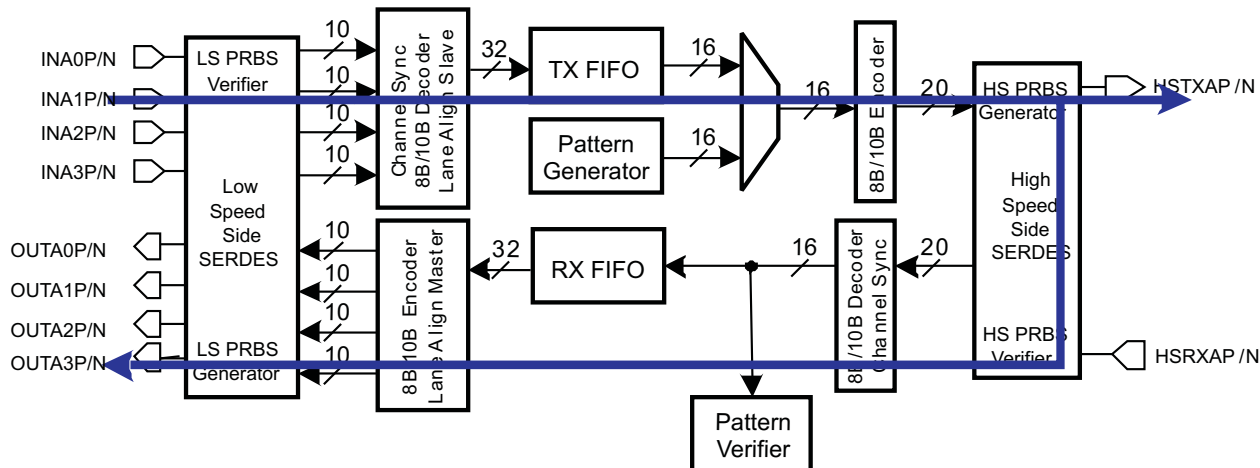 INA0P/N
INA1P/N
INA2P/N
INA3P/N
OUTA0P/N
OUTA1P/N
OUTA2P/N
OUTA3P/N
LS PRBS
Verifier
Low
Speed
Side
SERDES
LS PRBS
Generator
10
10
10
10
Channel Sync
8B/10B Decoder
Lane Align Slave
32
TX FIFO
16
Pattern
Generator
16
16
8B/10B Encoder
20
HS PRBS
Generator
High
Speed
Side
SERDES
HS PRBS
Verifier
HSTXAP/N
HSRXAP/N
10
10
10
10
8B/10B Encoder
Lane Align Master
32
RX FIFO
16
8B/10B Decoder
Channel Sync
20
Pattern
Verifier